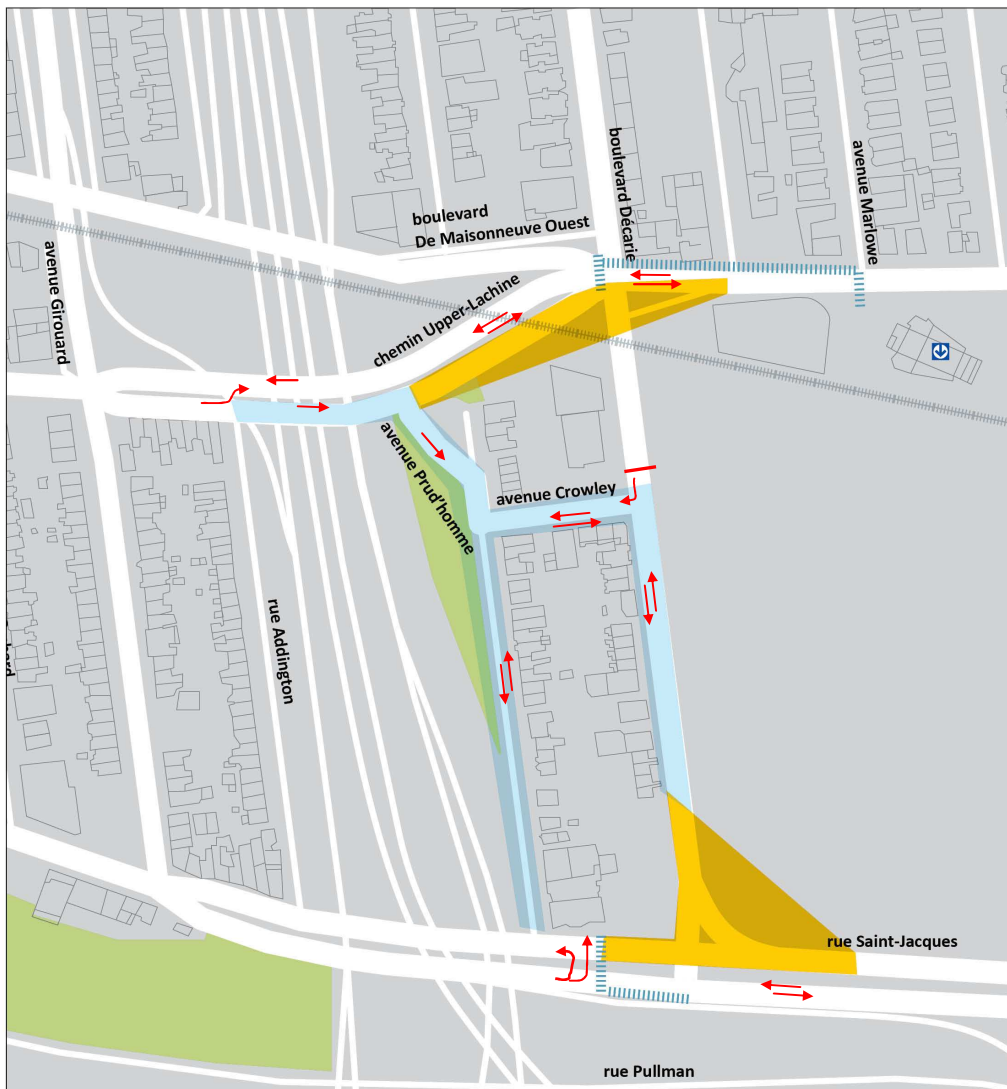 boulevard
De Maisonneuve Ouest
boulevard Décarie
avenue Marlowe
avenue Girouard
chemin Upper-Lachine
avenue Prud'homme
avenue Crowley
rue Addington
rue Saint-Jacques
rue Pullman